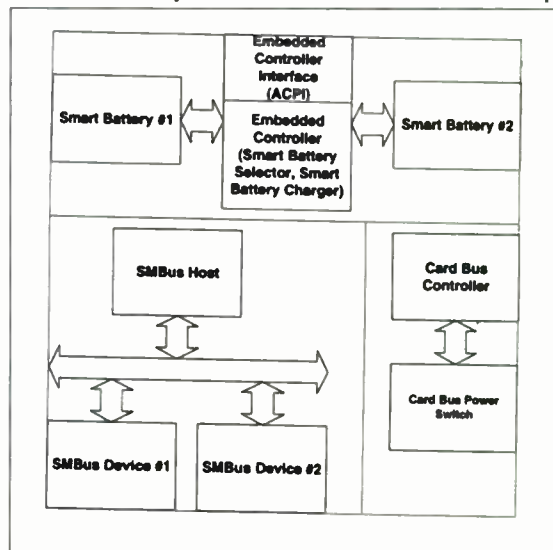 Embedded
Controller
Interface
(ACPI)
Smart Battery #1
Embedded
Controller
(Smart Battery
Selector, Smart
Battery Charger)
Smart Battery #2
SMBus Host
Card Bus
Controller
Card Bus Power
Switch
SMBus Device #1
SMBus Device #2